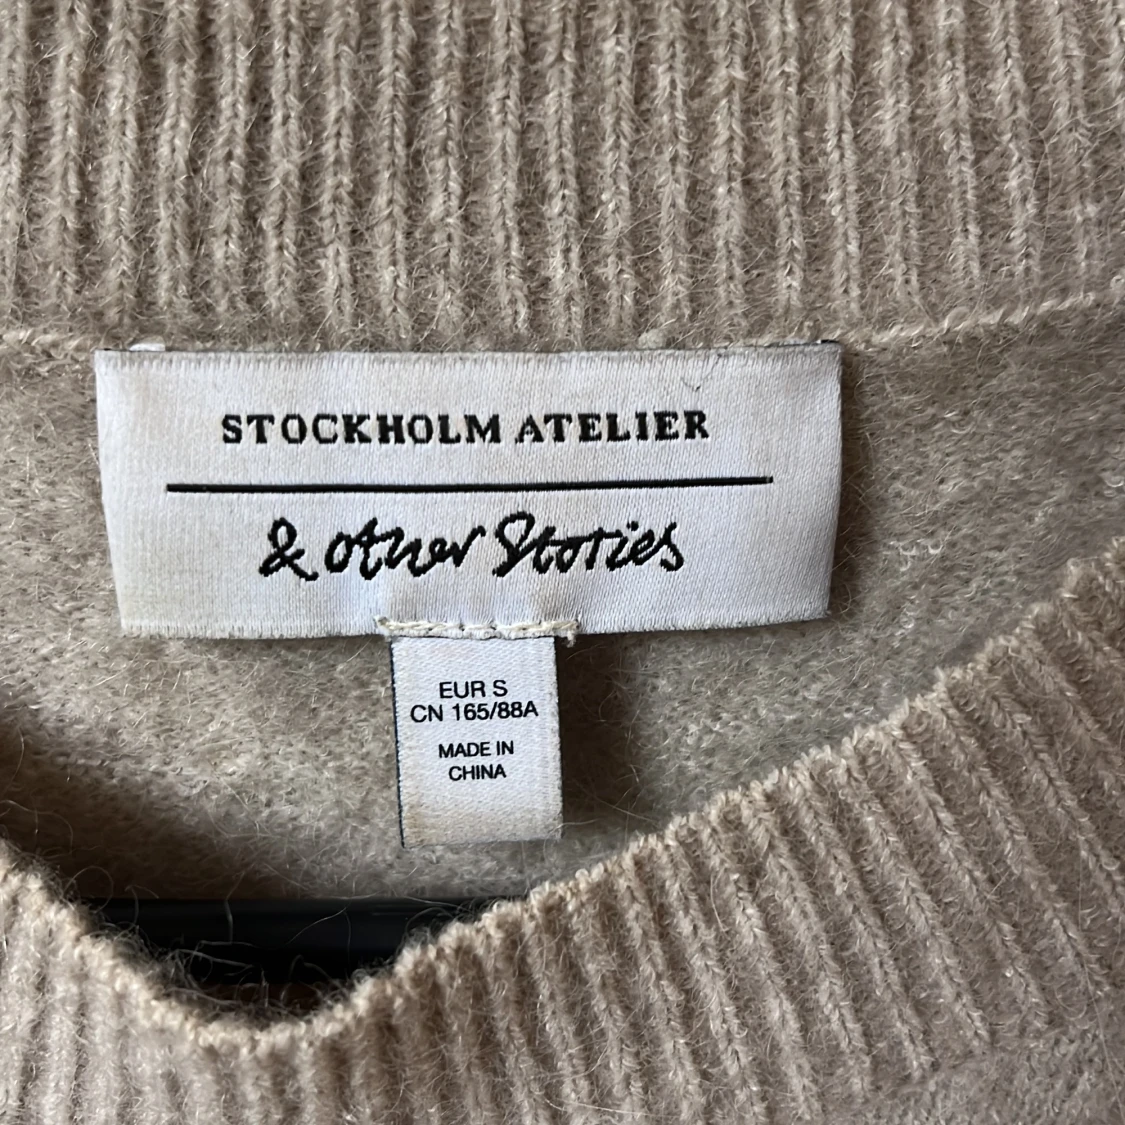 STOCKHOLM ATELIER
& other Stories
EUR S
CN 165/88A
MADE IN
CHINA